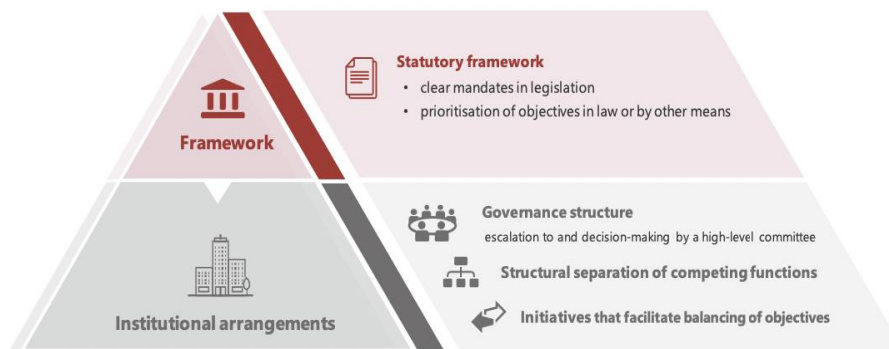 Framework
Statutory framework
• clear mandates in legislation
• prioritisation of objectives in law or by other means
Institutional arrangements
Governance structure
escalation to and decision-making by a high-level committee
Structural separation of competing functions
Initiatives that facilitate balancing of objectives